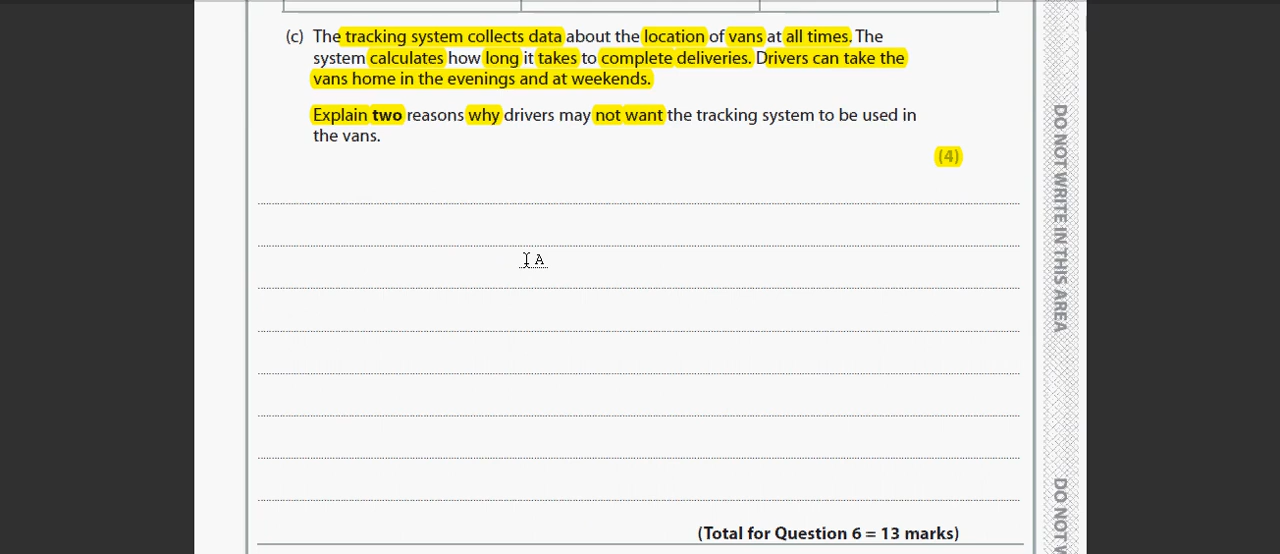 (c) The tracking system collects data about the location of vans at all times. The
system calculates how long it takes to complete deliveries. Drivers can take the
vans home in the evenings and at weekends.
Explain two reasons why drivers may not want the tracking system to be used in
the vans.
(4)
A
(Total for Question 6 = 13 marks)
DO NOT WRITE IN THIS AREA
DO NOT